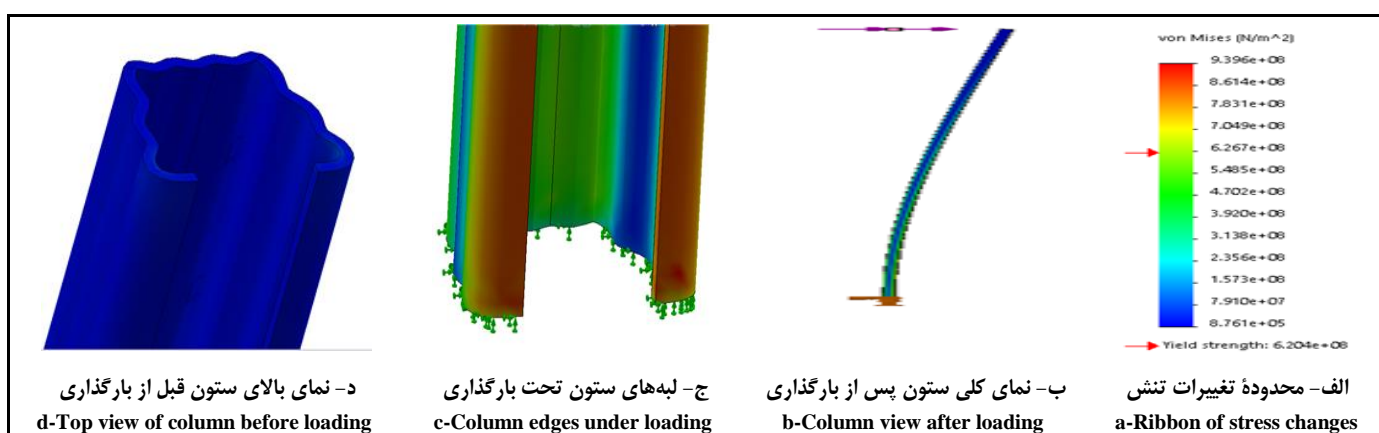 von Mises (N/m^2)
9.396e+08
8.614e+08
7.831e+08
7.049e+08
6.267e+08
5.485e+08
4.702e+08
3.920e+08
3.138e+08
2.356e+08
1.573e+08
7.910e+07
8.761e+05
Yield strength: 6.204e+08
الف- محدودهٔ تغییرات تنش
a-Ribbon of stress changes
ب- نمای کلی ستون پس از بارگذاری
b-Column view after loading
ج- لبه‌های ستون تحت بارگذاری
c-Column edges under loading
د- نمای بالای ستون قبل از بارگذاری
d-Top view of column before loading